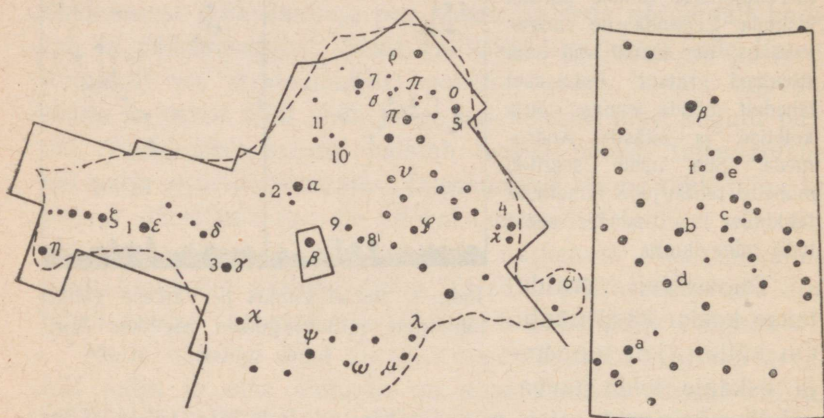 ρ
7 σ π ο
π 5
11
10
υ
2 α
ζ 1 ε δ 9 φ 4
8 χ
η 3 γ β
6
χ ψ λ
ω μ
β
f e
b c
d
a